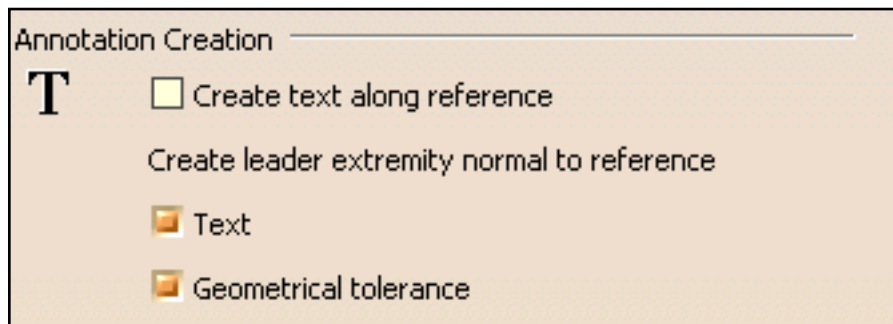 Annotation Creation
T
Create text along reference
Create leader extremity normal to reference
Text
Geometrical tolerance